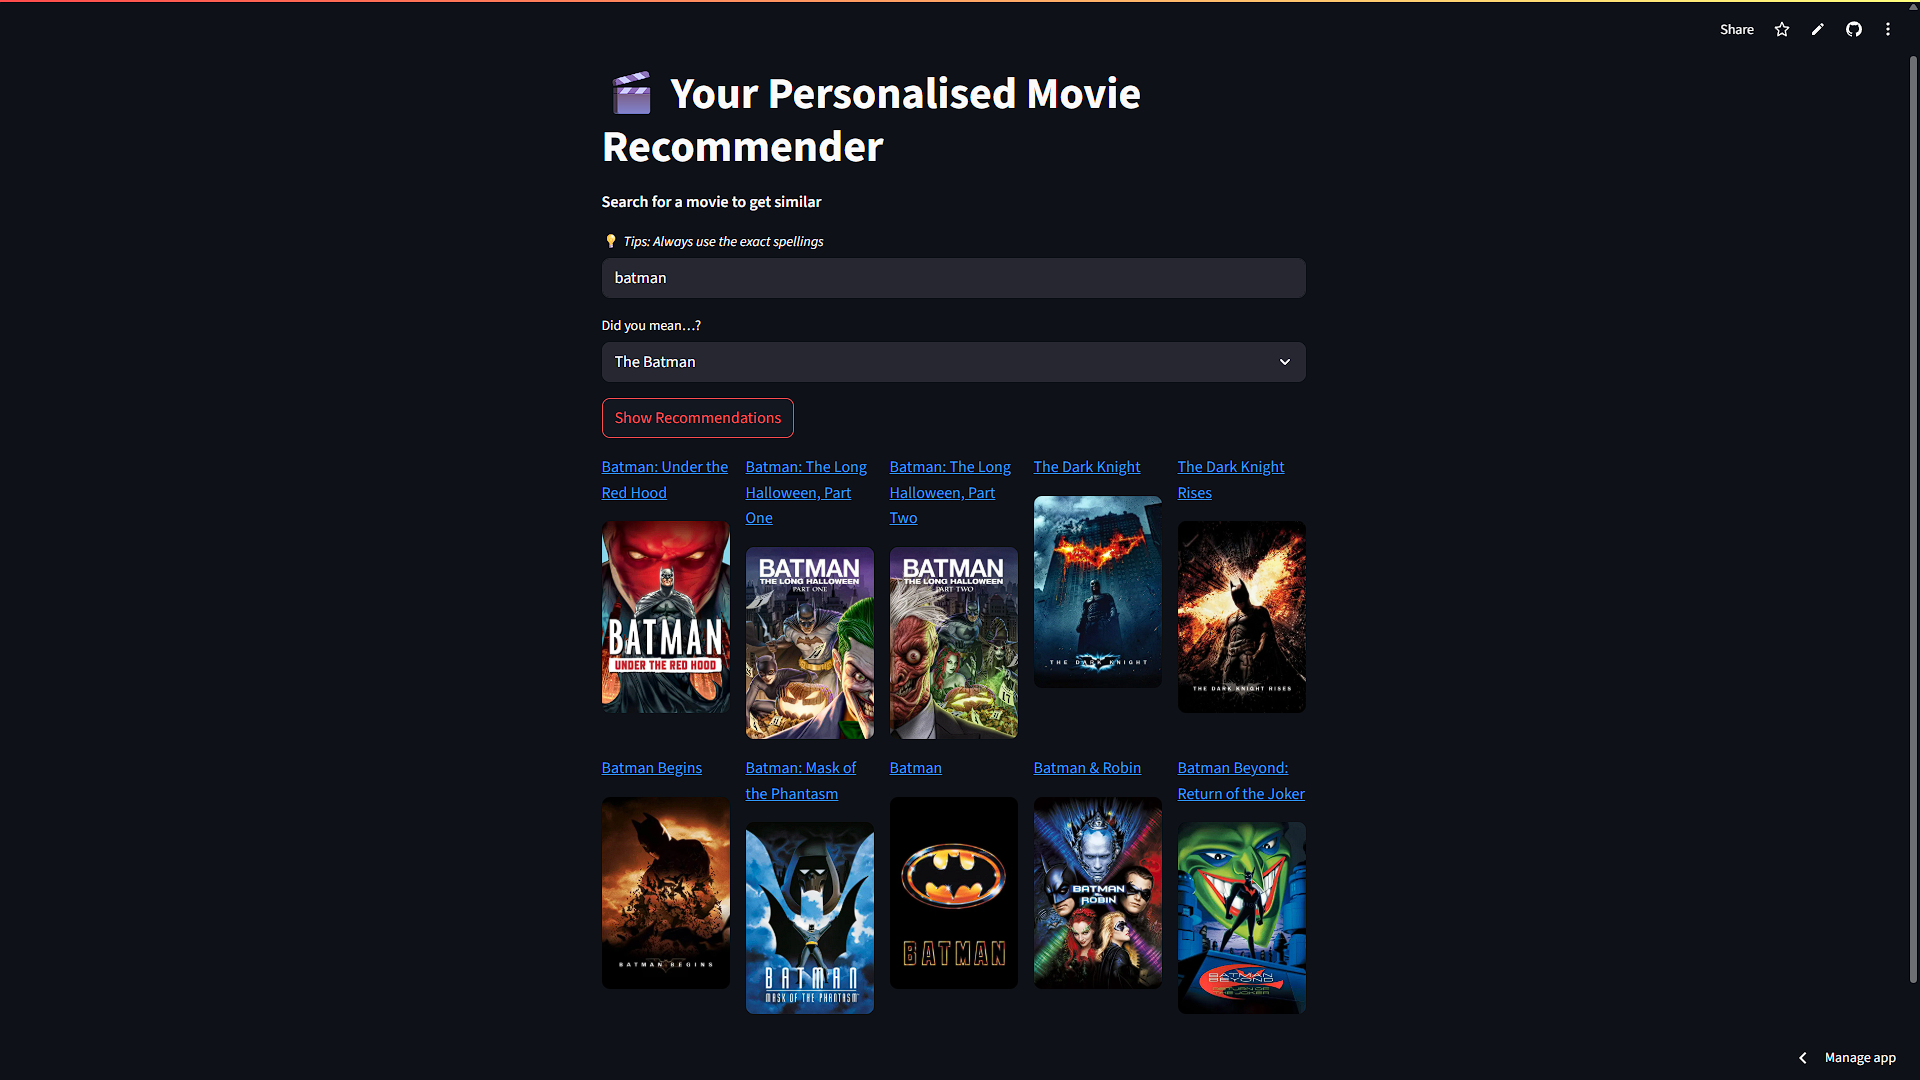 Share
Your Personalised Movie
Recommender
Search for a movie to get similar
Tips: Always use the exact spellings
batman
Did you mean...?
The Batman
Show Recommendations
Batman: Under the
Red Hood
Batman: The Long
Halloween, Part
One
Batman: The Long
Halloween, Part
Two
The Dark Knight
The Dark Knight
Rises
BATMAN
UNDER THE RED HOOD
BATMAN
THE LONG HALLOWEEN
PART ONE
BATMAN
THE LONG HALLOWEEN
PART TWO
THE DARK KNIGHT
THE DARK KNIGHT RISES
Batman Begins
Batman: Mask of
the Phantasm
Batman
Batman & Robin
Batman Beyond:
Return of the Joker
BATMAN BEGINS
BATMAN
MASK OF THE PHANTASM
BATMAN
BATMAN
ROBIN
BATMAN
BEYOND
RETURN OF
THE JOKER
Manage app